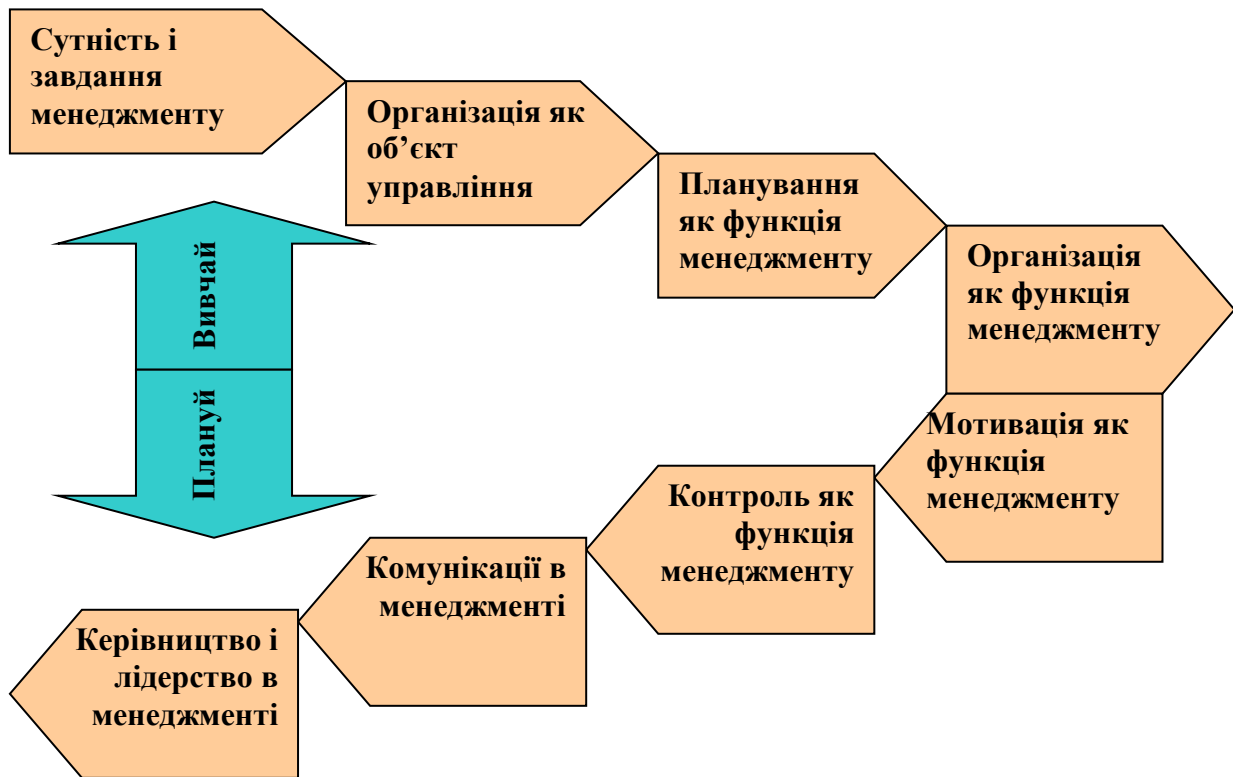 Сутність і
завдання
менеджменту
Організація як
об’єкт
управління
Планування
як функція
менеджменту
Організація
як функція
менеджменту
Вивчай
Плануй
Мотивація як
функція
менеджменту
Контроль як
функція
менеджменту
Комунікації в
менеджменті
Керівництво і
лідерство в
менеджменті